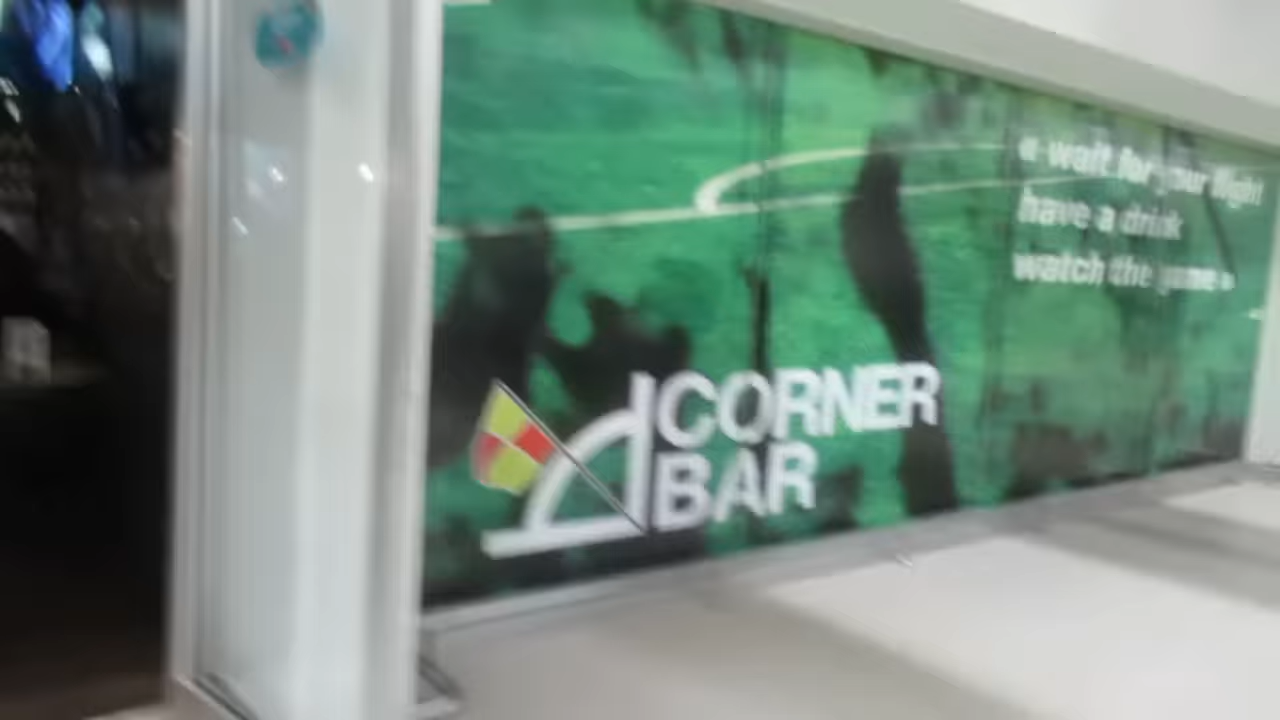 « wait for your flight
have a drink
watch the game »
CORNER
BAR